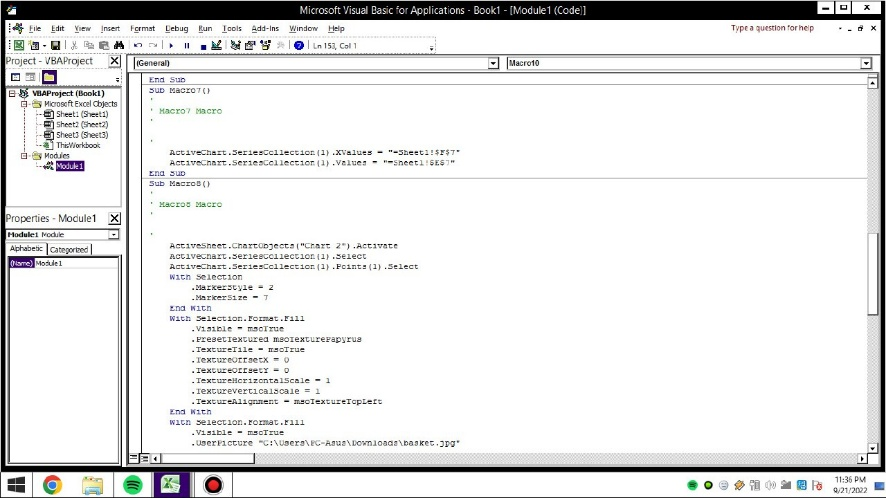 Microsoft Visual Basic for Applications - Book1 - [Module1 (Code)]
File Edit View Insert Format Debug Run Tools Add-Ins Window Help
Type a question for help
Ln 153, Col 1
Project - VBAProject
(General)
Macro10
VBAProject (Book1)
Microsoft Excel Objects
Sheet1 (Sheet1)
Sheet2 (Sheet2)
Sheet3 (Sheet3)
ThisWorkbook
Modules
Module1
Properties - Module1
Module1 Module
Alphabetic Categorized
(Name) Module1
End Sub
Sub Macro7()
'
' Macro7 Macro
'
'
ActiveChart.SeriesCollection(1).XValues = "=Sheet1!$F$7"
ActiveChart.SeriesCollection(1).Values = "=Sheet1!$E$7"
End Sub
Sub Macro8()
'
' Macro8 Macro
'
'
ActiveSheet.ChartObjects("Chart 2").Activate
ActiveChart.SeriesCollection(1).Select
ActiveChart.SeriesCollection(1).Points(1).Select
With Selection
.MarkerStyle = 2
.MarkerSize = 7
End With
With Selection.Format.Fill
.Visible = msoTrue
.PresetTextured msoTexturePapyrus
.TextureTile = msoTrue
.TextureOffsetX = 0
.TextureOffsetY = 0
.TextureHorizontalScale = 1
.TextureVerticalScale = 1
.TextureAlignment = msoTextureTopLeft
End With
With Selection.Format.Fill
.Visible = msoTrue
.UserPicture "C:\Users\PC-Asus\Downloads\basket.jpg"
11:36 PM
9/21/2022